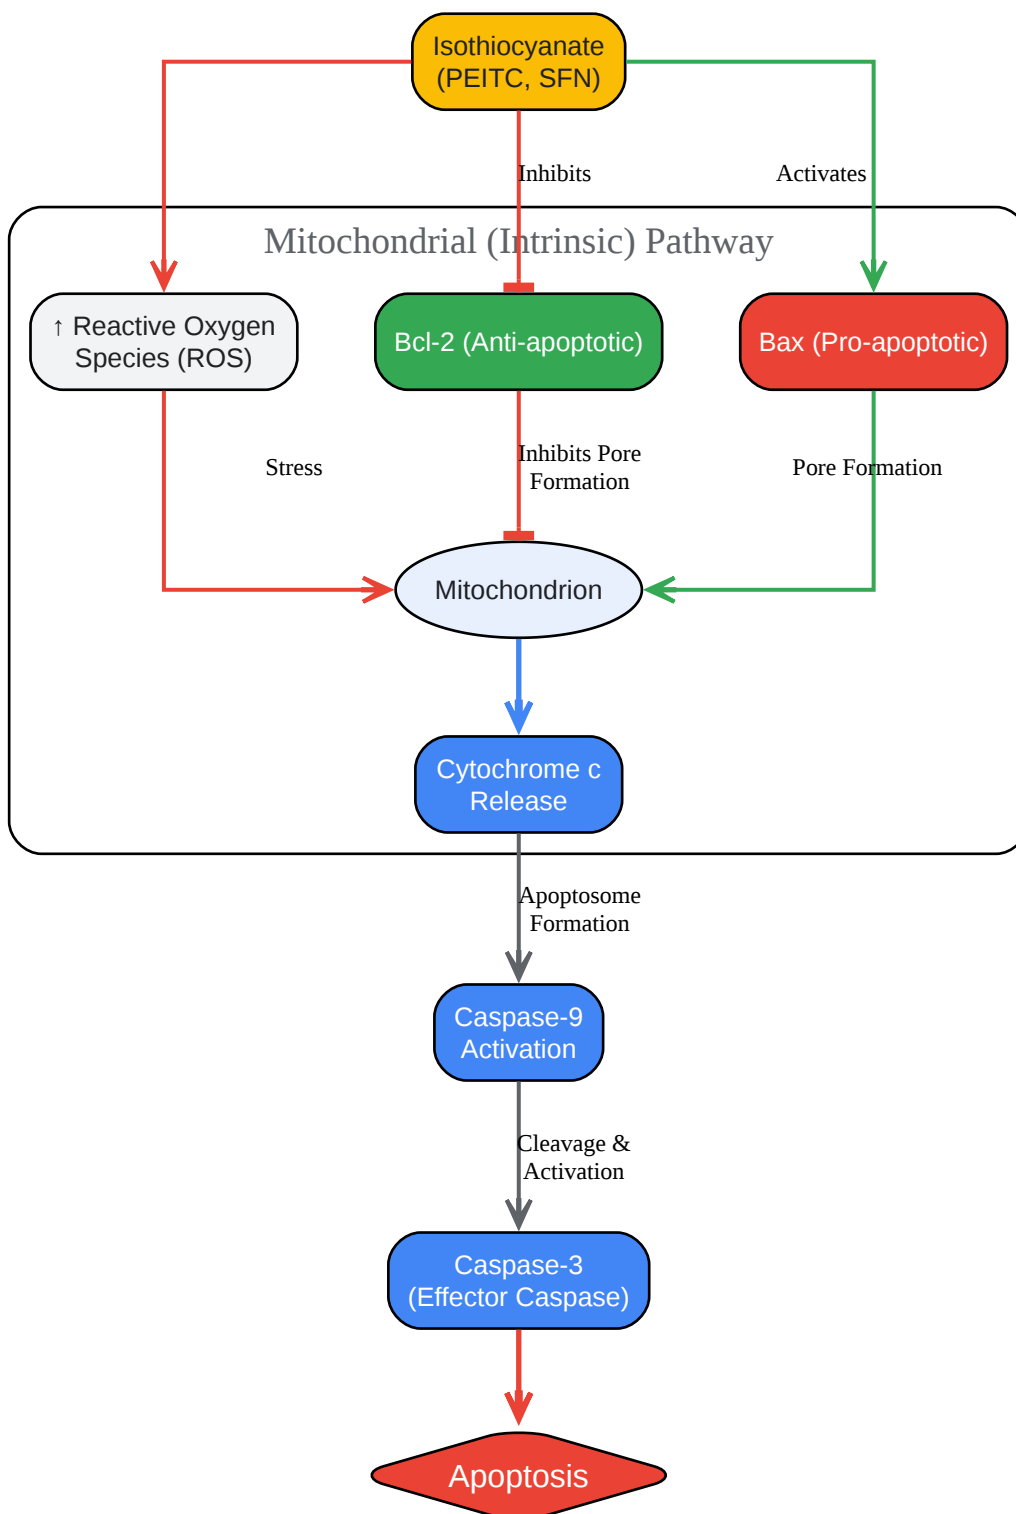 Isothiocyanate
(PEITC, SFN)
Inhibits
Activates
Mitochondrial (Intrinsic) Pathway
↑ Reactive Oxygen
Species (ROS)
Bcl-2 (Anti-apoptotic)
Bax (Pro-apoptotic)
Stress
Inhibits Pore
Formation
Pore Formation
Mitochondrion
Cytochrome c
Release
Apoptosome
Formation
Caspase-9
Activation
Cleavage &
Activation
Caspase-3
(Effector Caspase)
Apoptosis